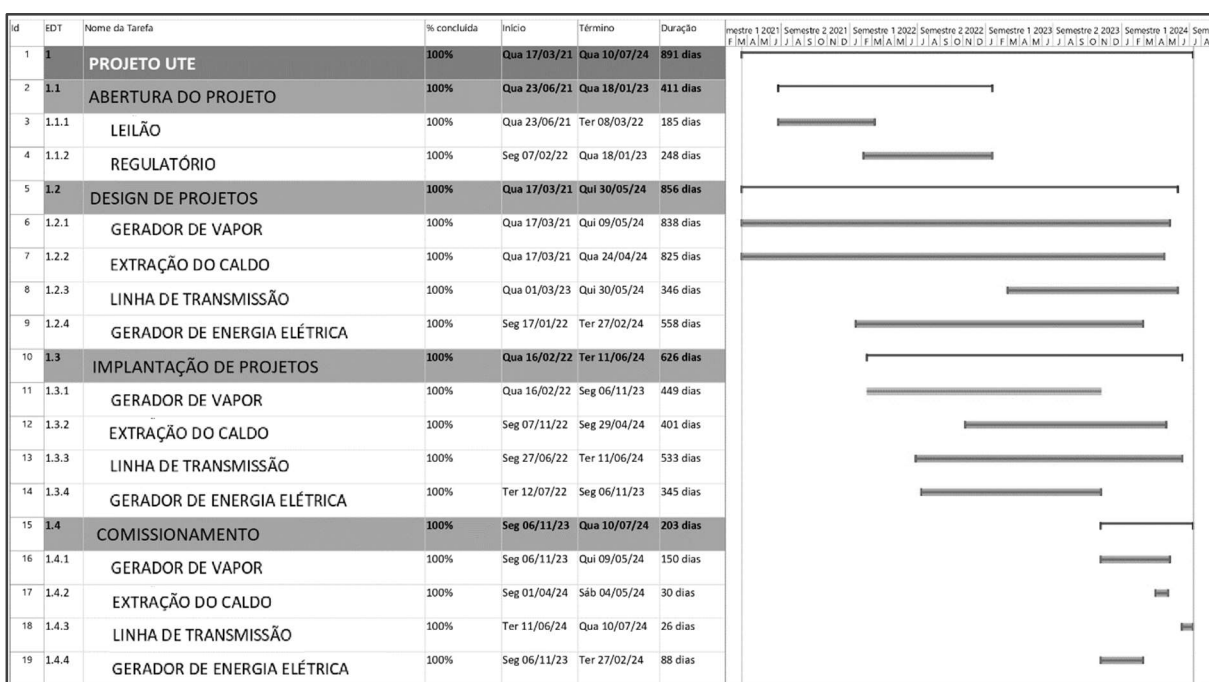 Id EDT Nome da Tarefa % concluída Início Término Duração
mestre 1 2021 Semestre 2 2021 Semestre 1 2022 Semestre 2 2022 Semestre 1 2023 Semestre 2 2023 Semestre 1 2024 Sem
F M A M J J A S O N D J F M A M J J A S O N D J F M A M J J A S O N D J F M A M J J A
1 1 PROJETO UTE 100% Qua 17/03/21 Qua 10/07/24 891 dias
2 1.1 ABERTURA DO PROJETO 100% Qua 23/06/21 Qua 18/01/23 411 dias
3 1.1.1 LEILÃO 100% Qua 23/06/21 Ter 08/03/22 185 dias
4 1.1.2 REGULATÓRIO 100% Seg 07/02/22 Qua 18/01/23 248 dias
5 1.2 DESIGN DE PROJETOS 100% Qua 17/03/21 Qui 30/05/24 856 dias
6 1.2.1 GERADOR DE VAPOR 100% Qua 17/03/21 Qui 09/05/24 838 dias
7 1.2.2 EXTRAÇÃO DO CALDO 100% Qua 17/03/21 Qua 24/04/24 825 dias
8 1.2.3 LINHA DE TRANSMISSÃO 100% Qua 01/03/23 Qui 30/05/24 346 dias
9 1.2.4 GERADOR DE ENERGIA ELÉTRICA 100% Seg 17/01/22 Ter 27/02/24 558 dias
10 1.3 IMPLANTAÇÃO DE PROJETOS 100% Qua 16/02/22 Ter 11/06/24 626 dias
11 1.3.1 GERADOR DE VAPOR 100% Qua 16/02/22 Seg 06/11/23 449 dias
12 1.3.2 EXTRAÇÃO DO CALDO 100% Seg 07/11/22 Seg 29/04/24 401 dias
13 1.3.3 LINHA DE TRANSMISSÃO 100% Seg 27/06/22 Ter 11/06/24 533 dias
14 1.3.4 GERADOR DE ENERGIA ELÉTRICA 100% Ter 12/07/22 Seg 06/11/23 345 dias
15 1.4 COMISSIONAMENTO 100% Seg 06/11/23 Qua 10/07/24 203 dias
16 1.4.1 GERADOR DE VAPOR 100% Seg 06/11/23 Qui 09/05/24 150 dias
17 1.4.2 EXTRAÇÃO DO CALDO 100% Seg 01/04/24 Sáb 04/05/24 30 dias
18 1.4.3 LINHA DE TRANSMISSÃO 100% Ter 11/06/24 Qua 10/07/24 26 dias
19 1.4.4 GERADOR DE ENERGIA ELÉTRICA 100% Seg 06/11/23 Ter 27/02/24 88 dias